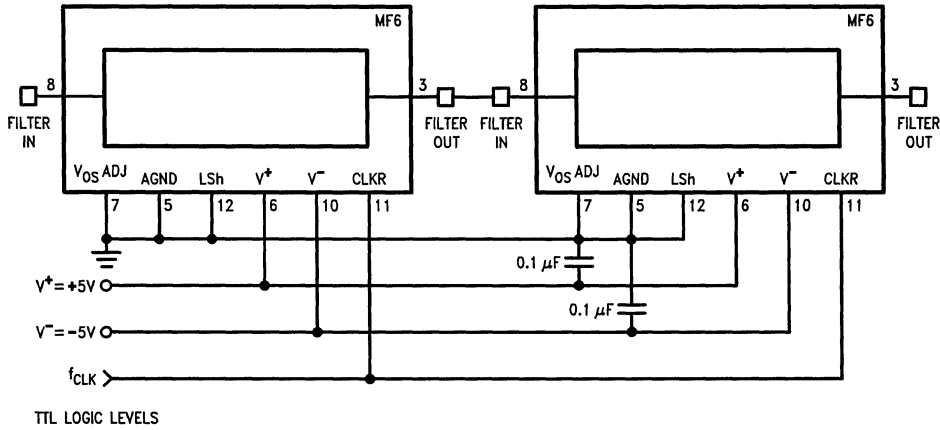 MF6
MF6
8
3
8
3
FILTER
IN
FILTER
OUT
FILTER
IN
FILTER
OUT
VOS ADJ
AGND
LSh
V+
V−
CLKR
VOS ADJ
AGND
LSh
V+
V−
CLKR
7
5
12
6
10
11
7
5
12
6
10
11
0.1 μF
V+ = +5V
0.1 μF
V− = −5V
fCLK
TTL LOGIC LEVELS